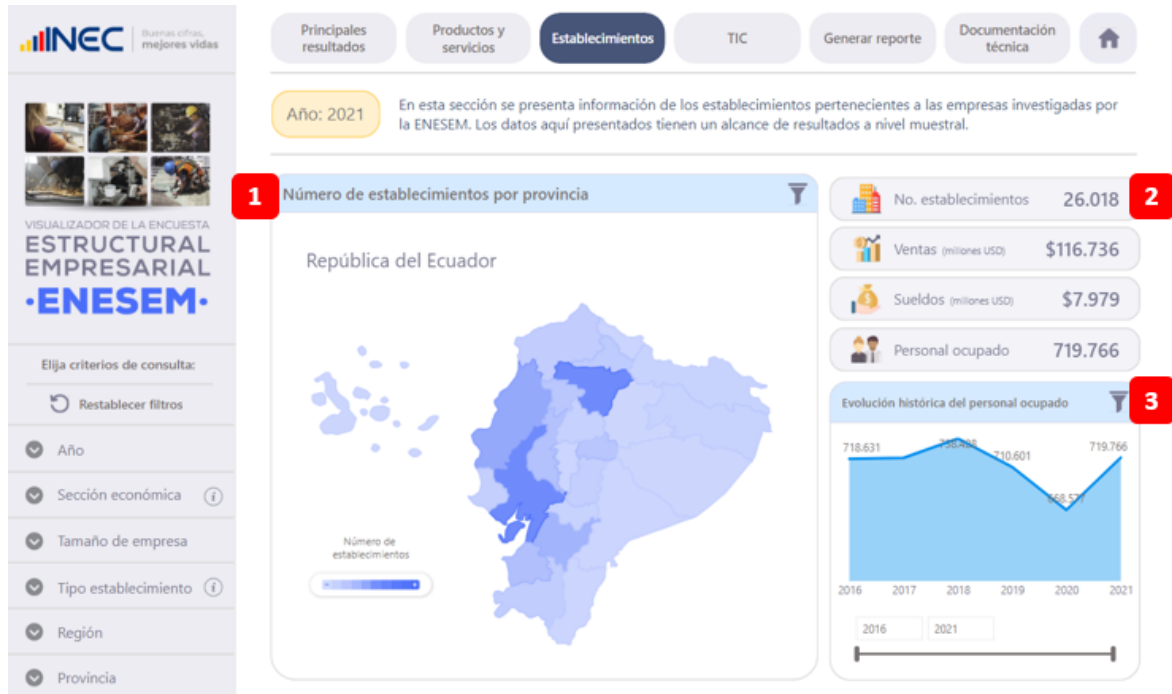 INEC
Buenas cifras,
mejores vidas
Principales
resultados
Productos y
servicios
Establecimientos
TIC
Generar reporte
Documentación
técnica
Año: 2021
En esta sección se presenta información de los establecimientos pertenecientes a las empresas investigadas por
la ENESEM. Los datos aquí presentados tienen un alcance de resultados a nivel muestral.
VISUALIZADOR DE LA ENCUESTA
ESTRUCTURAL
EMPRESARIAL
·ENESEM·
Elija criterios de consulta:
Restablecer filtros
Año
Sección económica i
Tamaño de empresa
Tipo establecimiento i
Región
Provincia
1 Número de establecimientos por provincia
República del Ecuador
Número de
establecimientos
- +
No. establecimientos 26.018 2
Ventas (millones USD) $116.736
Sueldos (millones USD) $7.979
Personal ocupado 719.766
Evolución histórica del personal ocupado 3
718.631
710.601
668.577
719.766
2016 2017 2018 2019 2020 2021
2016 2021